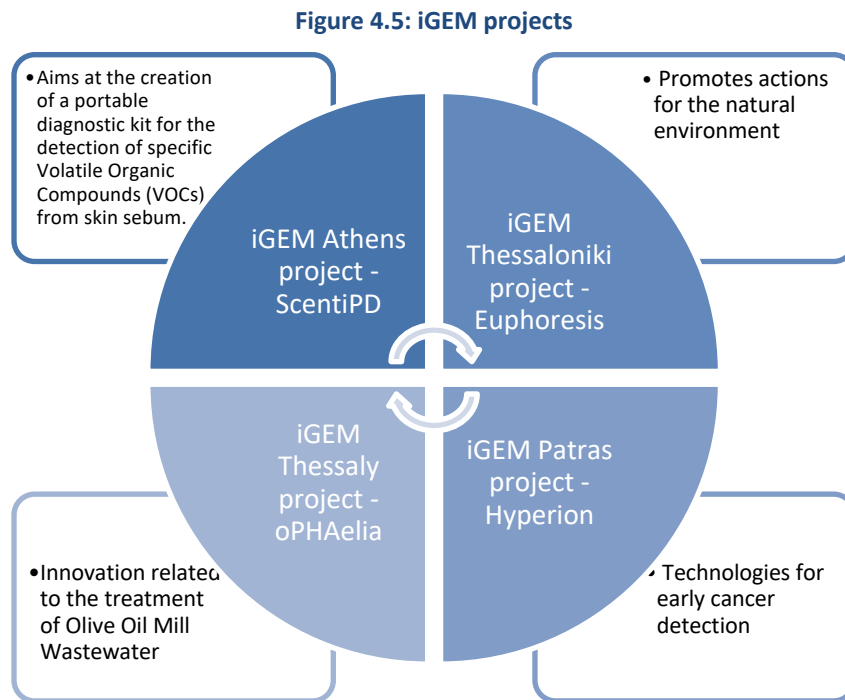 Figure 4.5: iGEM projects
•Aims at the creation
of a portable
diagnostic kit for the
detection of specific
Volatile Organic
Compounds (VOCs)
from skin sebum.
• Promotes actions
for the natural
environment
iGEM Athens
project -
ScentiPD
iGEM
Thessaloniki
project -
Euphoresis
iGEM
Thessaly
project -
oPHAelia
iGEM Patras
project -
Hyperion
•Innovation related
to the treatment
of Olive Oil Mill
Wastewater
• Technologies for
early cancer
detection